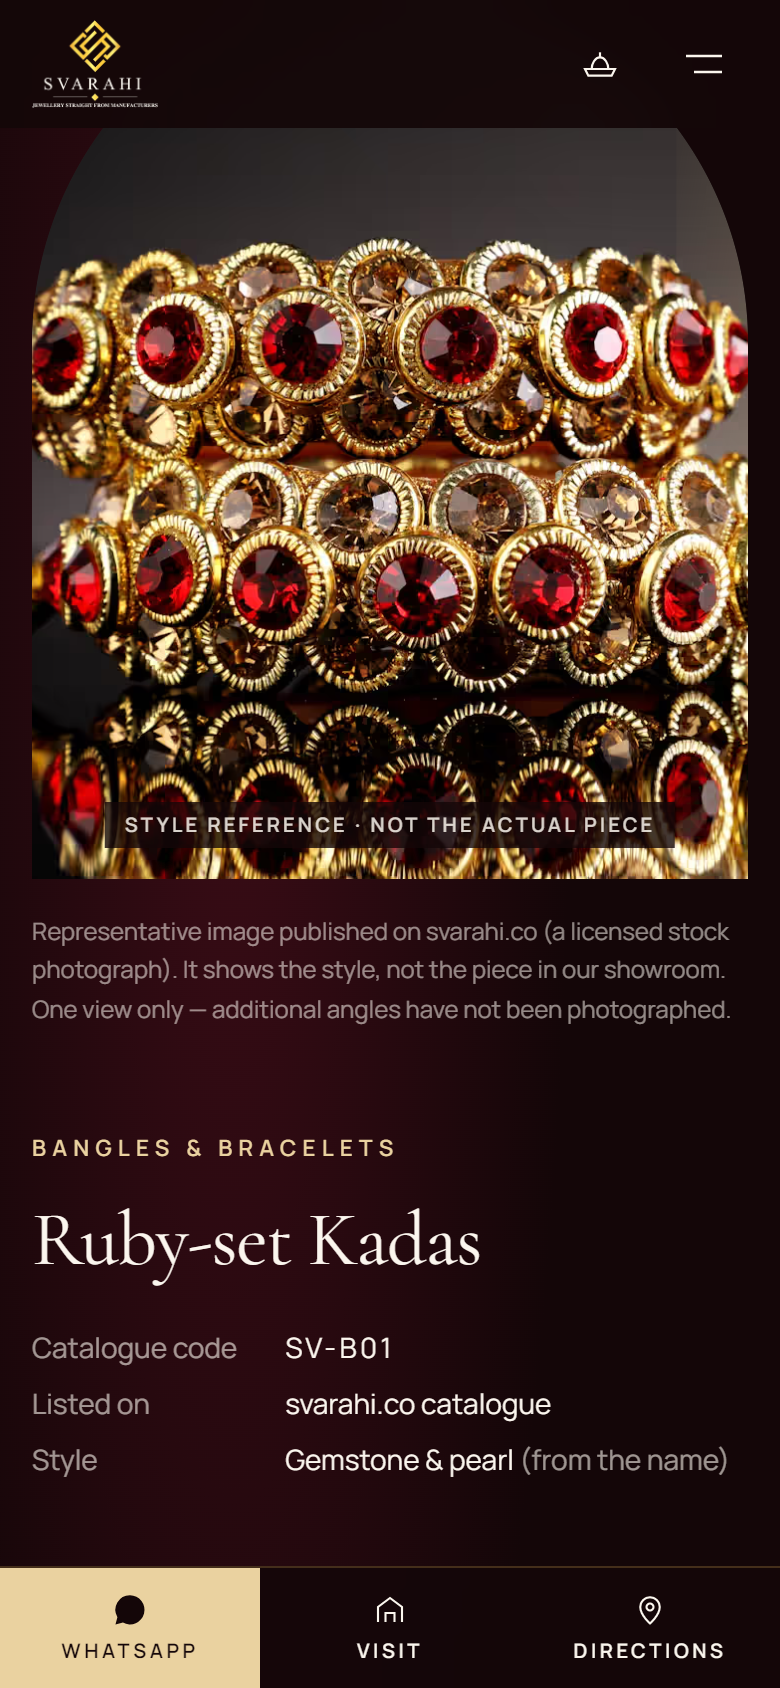 SVARAHI
JEWELLERY STRAIGHT FROM MANUFACTURERS
STYLE REFERENCE · NOT THE ACTUAL PIECE
Representative image published on svarahi.co (a licensed stock
photograph). It shows the style, not the piece in our showroom.
One view only — additional angles have not been photographed.
BANGLES & BRACELETS
Ruby-set Kadas
Catalogue code SV-B01
Listed on svarahi.co catalogue
Style Gemstone & pearl (from the name)
WHATSAPP VISIT DIRECTIONS